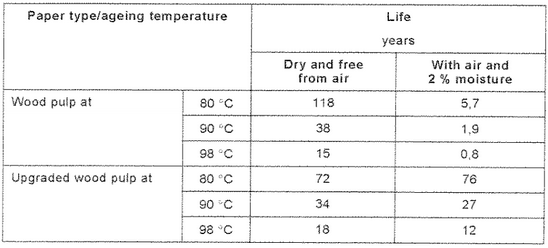 Paper type/ageing temperature
Life
years
Dry and free from air
With air and 2 % moisture
Wood pulp at
80 °C
118
5,7
90 °C
38
1,9
98 °C
15
0,8
Upgraded wood pulp at
80 °C
72
76
90 °C
34
27
98 °C
18
12